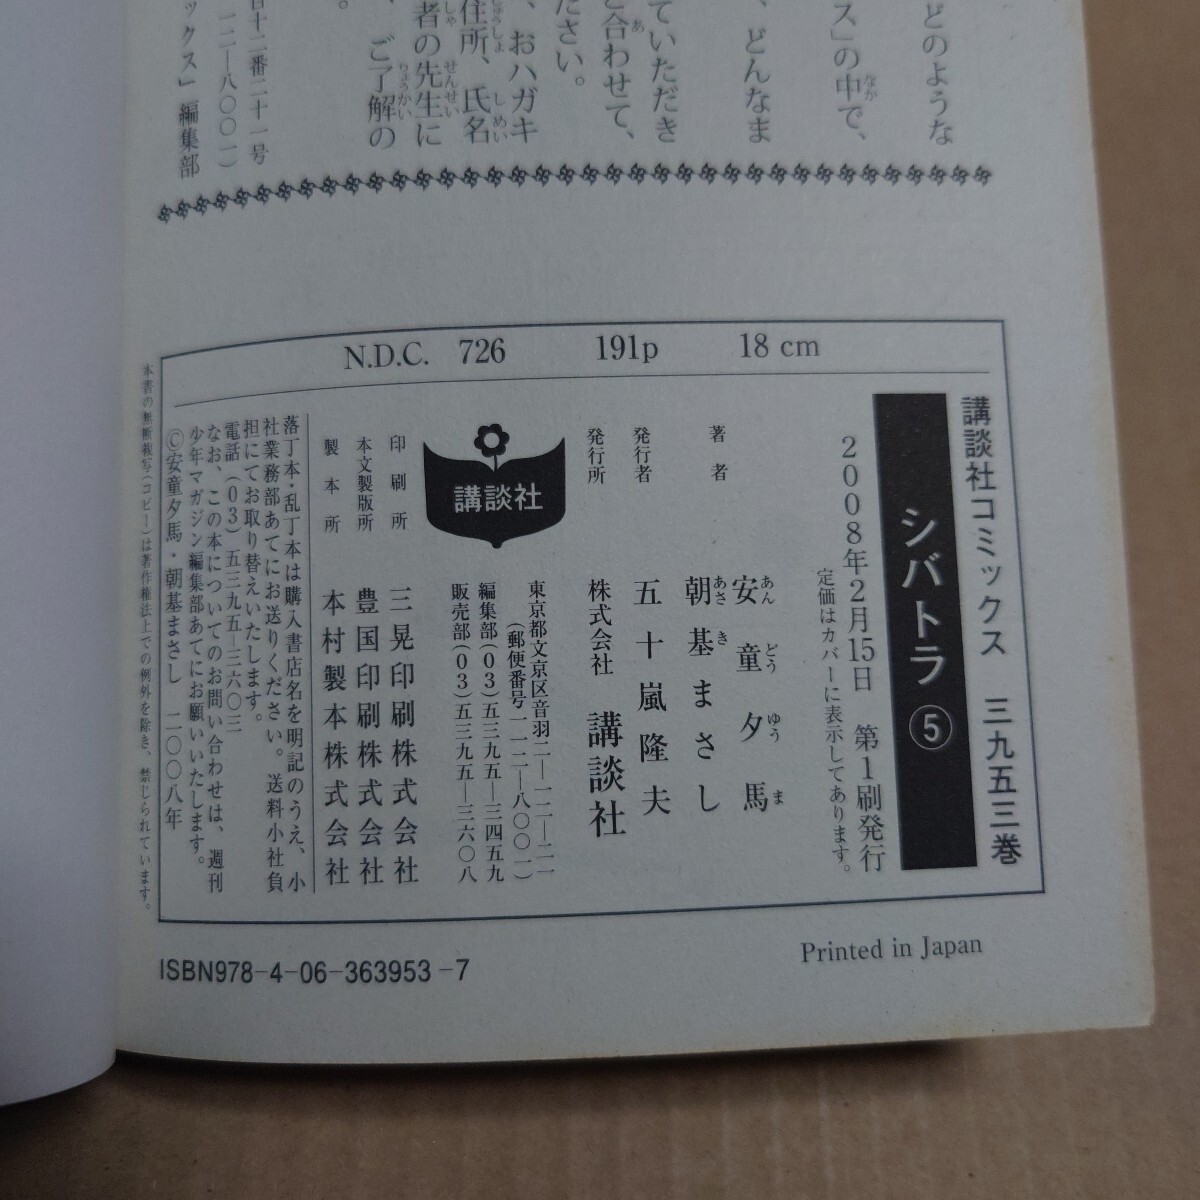 どのような
ス」の中で、
、どんなま
ていただき
と合わせて、
ださい。
、おハガキ
住所、氏名
者の先生に
、ご了解の
。
十二番二十一号
一二―八〇〇一)
ックス」編集部
N.D.C. 726 191p 18 cm
講談社コミックス 三九五三巻
シバトラ ⑤
2008年2月15日 第1刷発行
定価はカバーに表示してあります。
著者 安童夕馬
あん どう ゆう ま
朝基まさし
あさ き
発行者 五十嵐隆夫
発行所 株式会社 講談社
東京都文京区音羽二―一二―二一
(郵便番号一一二―八〇〇一)
編集部(03)五三九五―三四五九
販売部(03)五三九五―三六〇八
講談社
印刷所 三晃印刷株式会社
本文製版所 豊国印刷株式会社
製本所 本村製本株式会社
落丁本・乱丁本は購入書店名を明記のうえ、小
社業務部あてにお送りください。送料小社負
担にてお取り替えいたします。
電話(03)五三九五―三六〇三
なお、この本についてのお問い合わせは、週刊
少年マガジン編集部あてにお願いいたします。
©安童夕馬・朝基まさし 二〇〇八年
本書の無断複写(コピー)は著作権法上での例外を除き、禁じられています。
ISBN978-4-06-363953-7
Printed in Japan